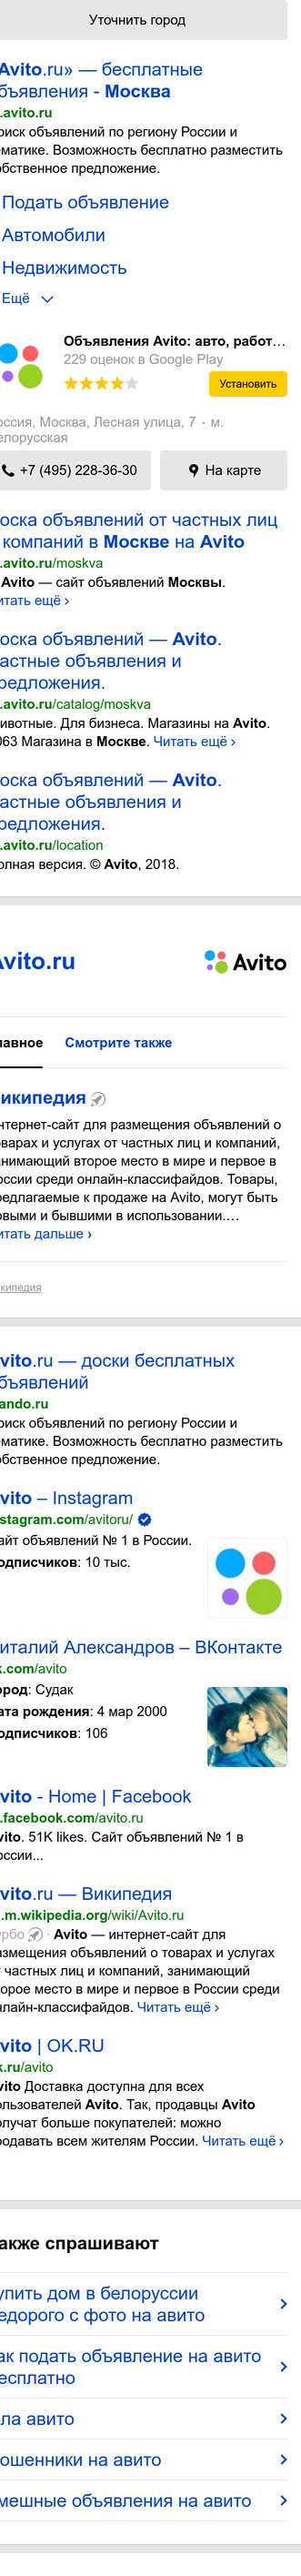 Уточнить город
Avito.ru» — бесплатные
бъявления - Москва
.avito.ru
оиск объявлений по региону России и
ематике. Возможность бесплатно разместить
обственное предложение.
Подать объявление
Автомобили
Недвижимость
Ещё
Объявления Avito: авто, работ...
229 оценок в Google Play
Установить
оссия, Москва, Лесная улица, 7 · м.
елорусская
+7 (495) 228-36-30
На карте
оска объявлений от частных лиц
компаний в Москве на Avito
.avito.ru/moskva
Avito — сайт объявлений Москвы.
итать ещё ›
оска объявлений — Avito.
астные объявления и
редложения.
.avito.ru/catalog/moskva
ивотные. Для бизнеса. Магазины на Avito.
063 Магазина в Москве. Читать ещё ›
оска объявлений — Avito.
астные объявления и
редложения.
.avito.ru/location
олная версия. © Avito, 2018.
Avito.ru
Avito
лавное
Смотрите также
икипедия
нтернет-сайт для размещения объявлений о
оварах и услугах от частных лиц и компаний,
анимающий второе место в мире и первое в
оссии среди онлайн-классифайдов. Товары,
редлагаемые к продаже на Avito, могут быть
овыми и бывшими в использовании....
итать дальше ›
кипедия
vito.ru — доски бесплатных
бъявлений
ando.ru
оиск объявлений по региону России и
ематике. Возможность бесплатно разместить
обственное предложение.
vito – Instagram
stagram.com/avitoru/
айт объявлений № 1 в России.
одписчиков: 10 тыс.
италий Александров – ВКонтакте
k.com/avito
ород: Судак
ата рождения: 4 мар 2000
одписчиков: 106
vito - Home | Facebook
.facebook.com/avito.ru
vito. 51K likes. Сайт объявлений № 1 в
оссии...
vito.ru — Википедия
.m.wikipedia.org/wiki/Avito.ru
урбо · Avito — интернет-сайт для
азмещения объявлений о товарах и услугах
т частных лиц и компаний, занимающий
торое место в мире и первое в России среди
нлайн-классифайдов. Читать ещё ›
vito | OK.RU
k.ru/avito
vito Доставка доступна для всех
ользователей Avito. Так, продавцы Avito
олучат больше покупателей: можно
родавать всем жителям России. Читать ещё ›
акже спрашивают
упить дом в белоруссии
едорого с фото на авито
ак подать объявление на авито
есплатно
ла авито
ошенники на авито
мешные объявления на авито